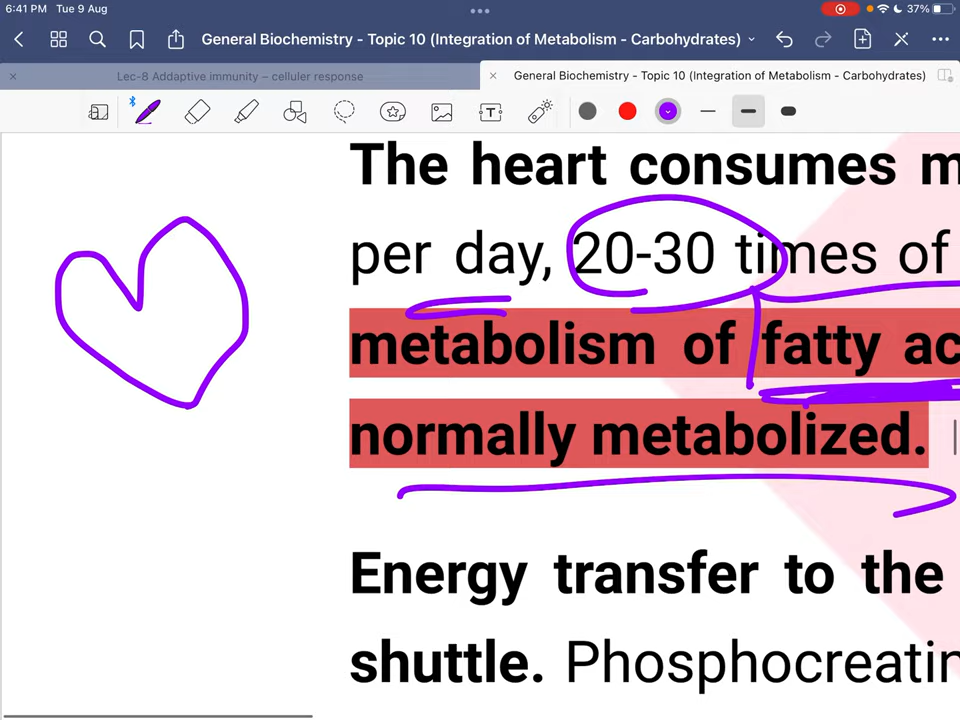 6:41 PM Tue 9 Aug 37%
General Biochemistry - Topic 10 (Integration of Metabolism - Carbohydrates)
Lec-8 Addaptive immunity – celluler response
General Biochemistry - Topic 10 (Integration of Metabolism - Carbohydrates)
The heart consumes
per day, 20-30 times of
metabolism of fatty
normally metabolized.
Energy transfer to the
shuttle. Phosphocreatin